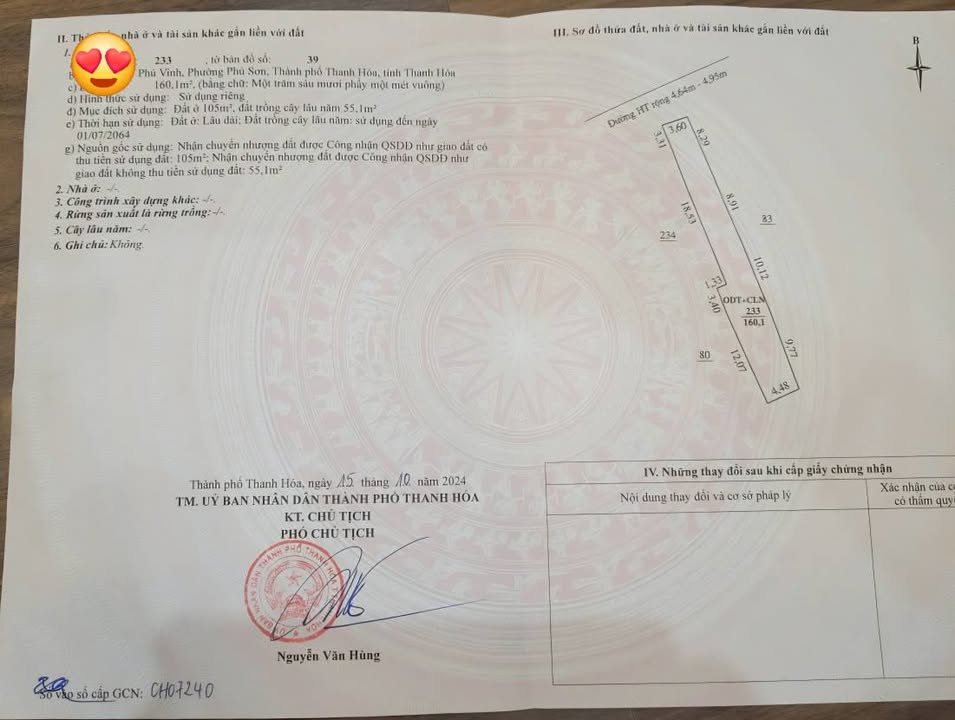 II. Th nhà ở và tài sản khác gắn liền với đất
1.
233 , tờ bản đồ số: 39
Phú Vinh, Phường Phú Sơn, Thành phố Thanh Hóa, tỉnh Thanh Hóa
c) 160,1m², (bằng chữ: Một trăm sáu mươi phẩy một mét vuông)
d) Hình thức sử dụng: Sử dụng riêng
đ) Mục đích sử dụng: Đất ở 105m², đất trồng cây lâu năm 55,1m²
e) Thời hạn sử dụng: Đất ở: Lâu dài; Đất trồng cây lâu năm: sử dụng đến ngày
01/07/2064
g) Nguồn gốc sử dụng: Nhận chuyển nhượng đất được Công nhận QSDĐ như giao đất có
thu tiền sử dụng đất: 105m²; Nhận chuyển nhượng đất được Công nhận QSDĐ như
giao đất không thu tiền sử dụng đất: 55,1m²
2. Nhà ở: -/-.
3. Công trình xây dựng khác: -/-.
4. Rừng sản xuất là rừng trồng: -/-.
5. Cây lâu năm: -/-.
6. Ghi chú: Không.
Thành phố Thanh Hóa, ngày 15 tháng 10 năm 2024
TM. UỶ BAN NHÂN DÂN THÀNH PHỐ THANH HÓA
KT. CHỦ TỊCH
PHÓ CHỦ TỊCH
Nguyễn Văn Hùng
Số vào sổ cấp GCN: CH07240
III. Sơ đồ thửa đất, nhà ở và tài sản khác gắn liền với đất
B
Đường HT rộng 4,64m - 4,95m
3,60
3,31
8,29
18,53
8,91
83
234
10,12
1,33
3,40
ODT+CLN
233
160,1
80
12,07
9,77
4,48
IV. Những thay đổi sau khi cấp giấy chứng nhận
Nội dung thay đổi và cơ sở pháp lý
Xác nhận của c
có thẩm quy